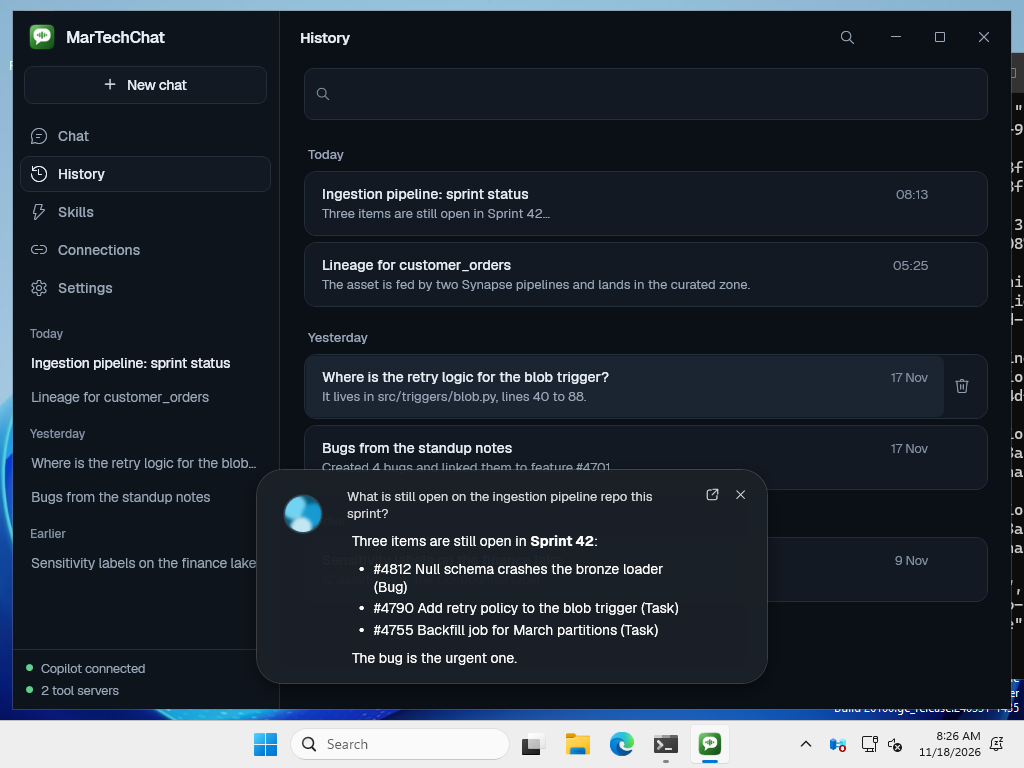 MarTechChat
History
New chat
Chat
History
Skills
Connections
Settings
Today
Ingestion pipeline: sprint status
Lineage for customer_orders
Yesterday
Where is the retry logic for the blob...
Bugs from the standup notes
Earlier
Sensitivity labels on the finance lake
Copilot connected
2 tool servers
Today
Ingestion pipeline: sprint status
08:13
Three items are still open in Sprint 42...
Lineage for customer_orders
05:25
The asset is fed by two Synapse pipelines and lands in the curated zone.
Yesterday
Where is the retry logic for the blob trigger?
17 Nov
It lives in src/triggers/blob.py, lines 40 to 88.
Bugs from the standup notes
17 Nov
Created 4 bugs and linked them to feature #4701.
9 Nov
What is still open on the ingestion pipeline repo this
sprint?
Three items are still open in Sprint 42:
• #4812 Null schema crashes the bronze loader
(Bug)
• #4790 Add retry policy to the blob trigger (Task)
• #4755 Backfill job for March partitions (Task)
The bug is the urgent one.
Search
8:26 AM
11/18/2026